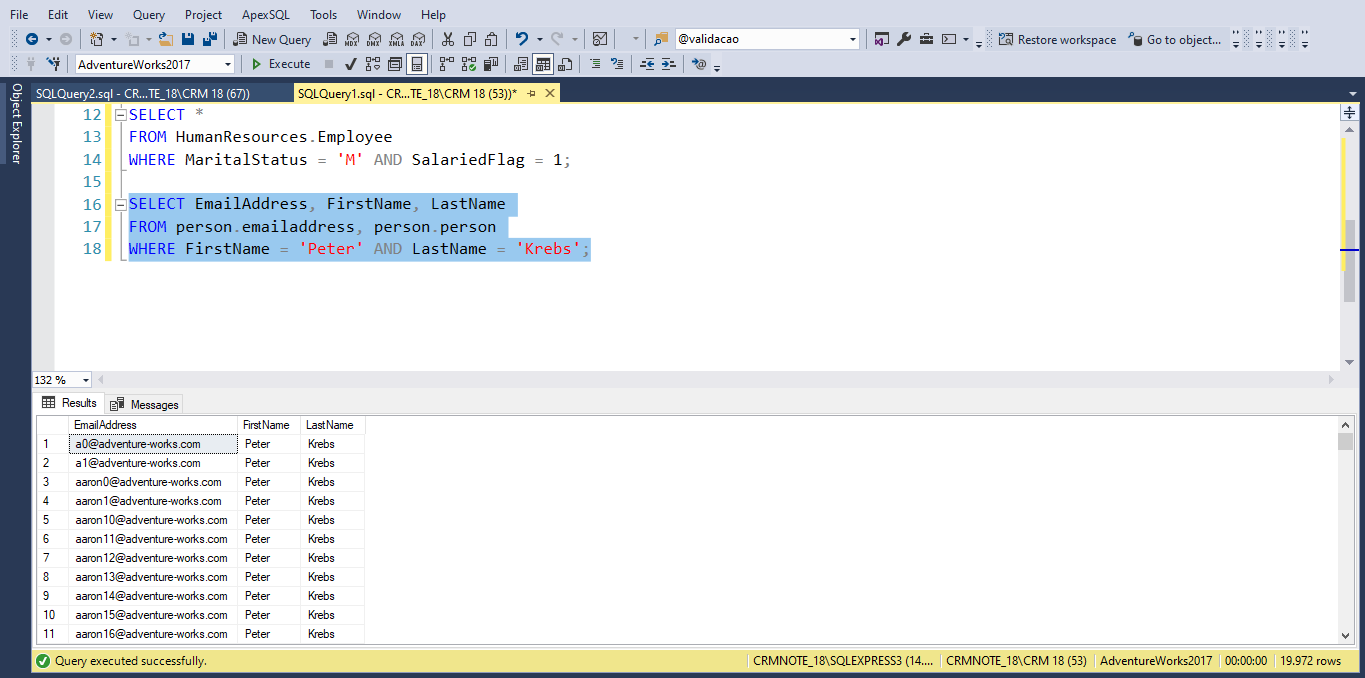 File Edit View Query Project ApexSQL Tools Window Help
New Query MDX DMX XMLA DAX @validacao Restore workspace Go to object...
AdventureWorks2017 Execute
Object Explorer
SQLQuery2.sql - CR...TE_18\CRM 18 (67)) SQLQuery1.sql - CR...TE_18\CRM 18 (53))*
12 SELECT *
13 FROM HumanResources.Employee
14 WHERE MaritalStatus = 'M' AND SalariedFlag = 1;
15
16 SELECT EmailAddress, FirstName, LastName
17 FROM person.emailaddress, person.person
18 WHERE FirstName = 'Peter' AND LastName = 'Krebs';
132 %
Results Messages
EmailAddress FirstName LastName
1 a0@adventure-works.com Peter Krebs
2 a1@adventure-works.com Peter Krebs
3 aaron0@adventure-works.com Peter Krebs
4 aaron1@adventure-works.com Peter Krebs
5 aaron10@adventure-works.com Peter Krebs
6 aaron11@adventure-works.com Peter Krebs
7 aaron12@adventure-works.com Peter Krebs
8 aaron13@adventure-works.com Peter Krebs
9 aaron14@adventure-works.com Peter Krebs
10 aaron15@adventure-works.com Peter Krebs
11 aaron16@adventure-works.com Peter Krebs
Query executed successfully. CRMNOTE_18\SQLEXPRESS3 (14.... CRMNOTE_18\CRM 18 (53) AdventureWorks2017 00:00:00 19.972 rows